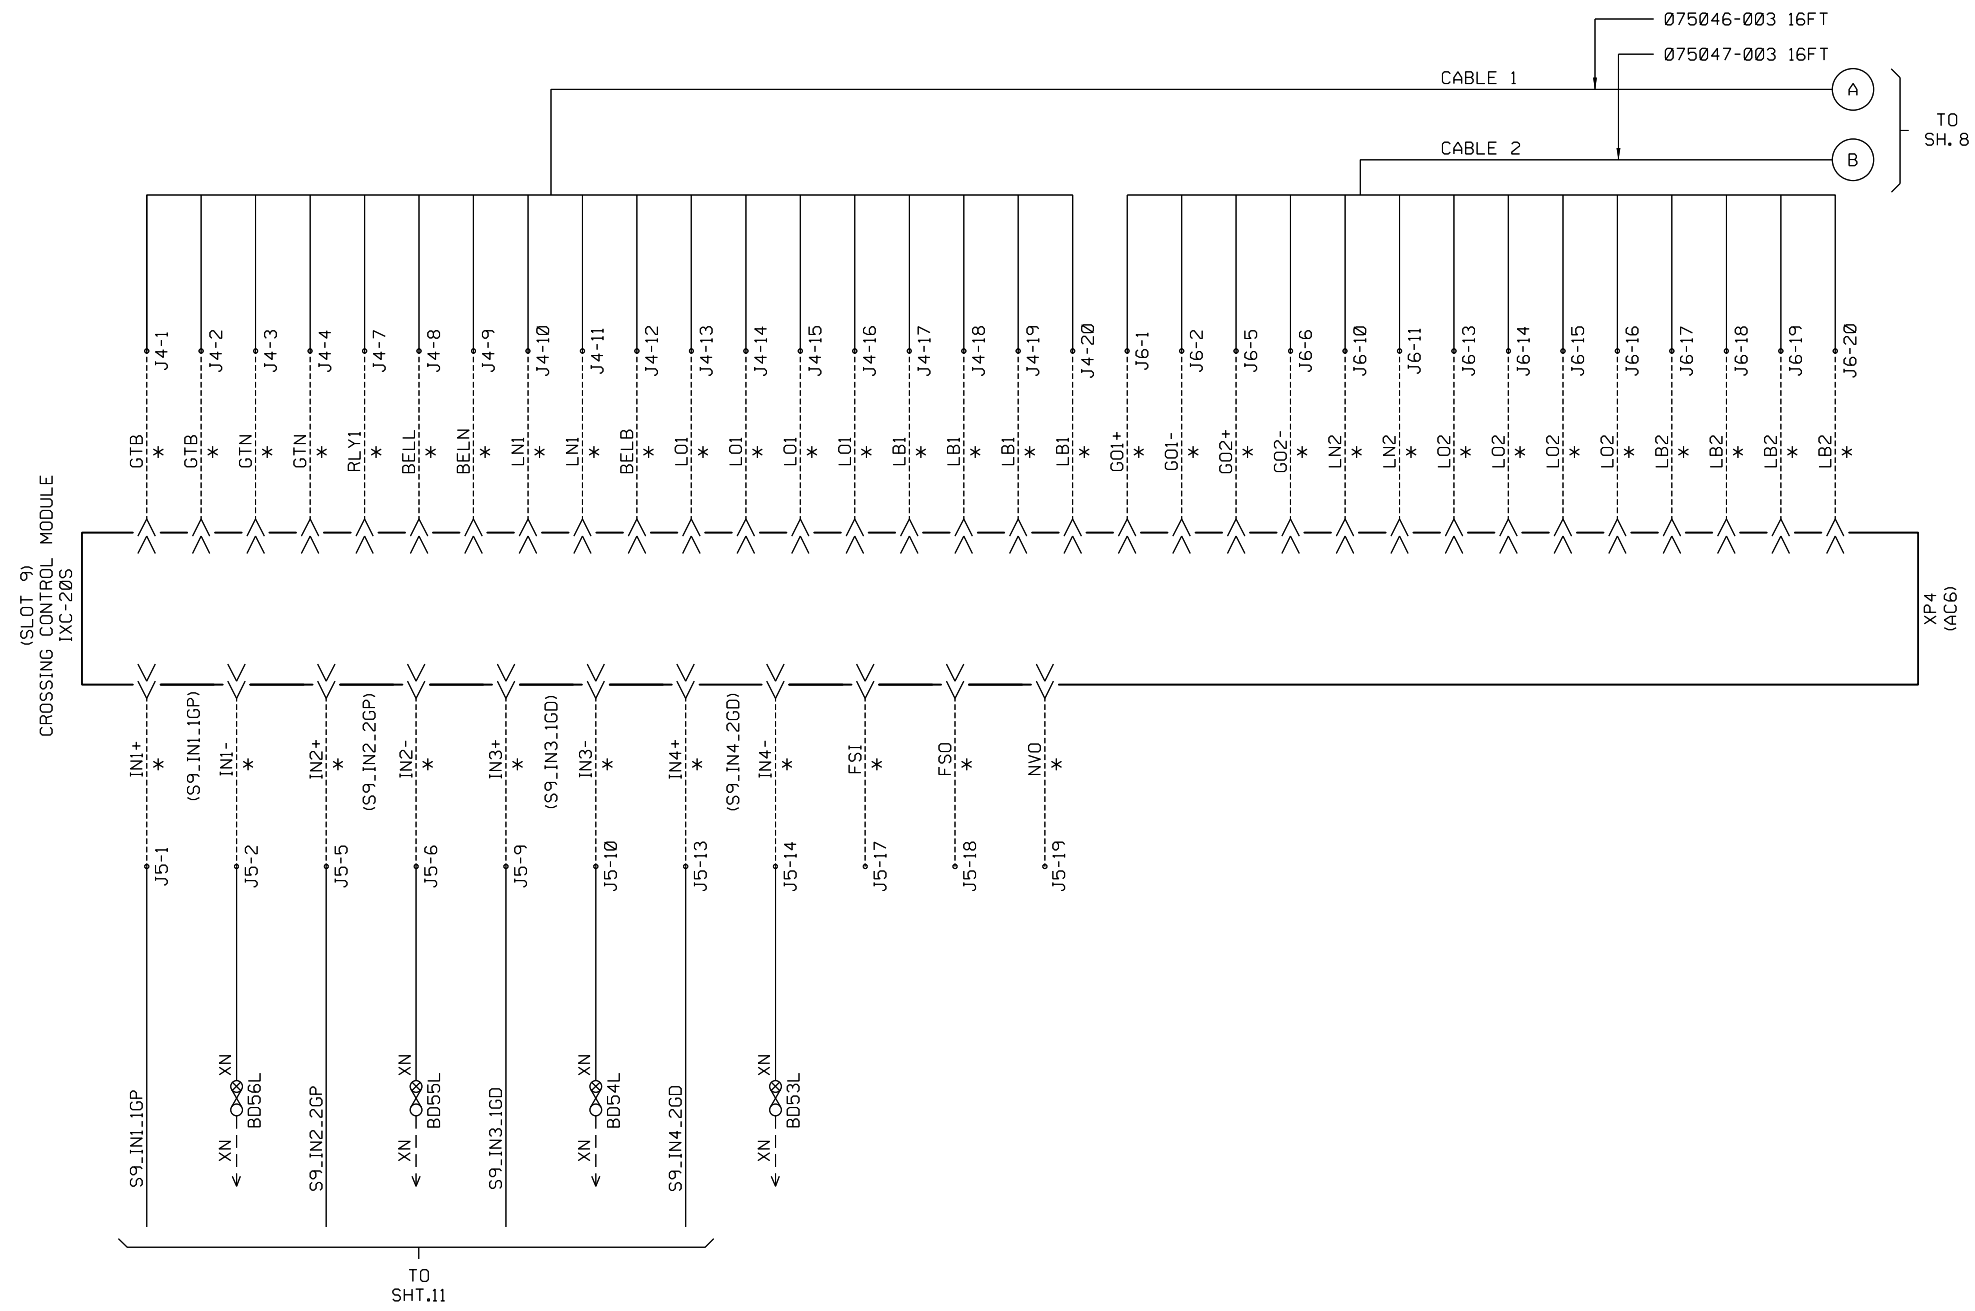 075046-003 16FT
075047-003 16FT
CABLE 1
A
TO
SH.8
CABLE 2
B
J4-1
J4-2
J4-3
J4-4
J4-7
J4-8
J4-9
J4-10
J4-11
J4-12
J4-13
J4-14
J4-15
J4-16
J4-17
J4-18
J4-19
J4-20
J6-1
J6-2
J6-5
J6-6
J6-10
J6-11
J6-13
J6-14
J6-15
J6-16
J6-17
J6-18
J6-19
J6-20
GTB *
GTB *
GTN *
GTN *
RLY1 *
BELL *
BELN *
LN1 *
LN1 *
BELB *
LO1 *
LO1 *
LO1 *
LO1 *
LB1 *
LB1 *
LB1 *
LB1 *
GO1+ *
GO1- *
GO2+ *
GO2- *
LN2 *
LN2 *
LO2 *
LO2 *
LO2 *
LO2 *
LB2 *
LB2 *
LB2 *
LB2 *
(SLOT 9)
CROSSING CONTROL MODULE
IXC-20S
XP4
(AC6)
IN1+ *
(S9_IN1_1GP)
IN1- *
IN2+ *
(S9_IN2_2GP)
IN2- *
IN3+ *
(S9_IN3_1GD)
IN3- *
IN4+ *
(S9_IN4_2GD)
IN4- *
FSI *
FSO *
NVO *
J5-1
J5-2
J5-5
J5-6
J5-9
J5-10
J5-13
J5-14
J5-17
J5-18
J5-19
S9_IN1_1GP
XN
BD56L
XN
S9_IN2_2GP
XN
BD55L
XN
S9_IN3_1GD
XN
BD54L
XN
S9_IN4_2GD
XN
BD53L
XN
TO
SHT.11